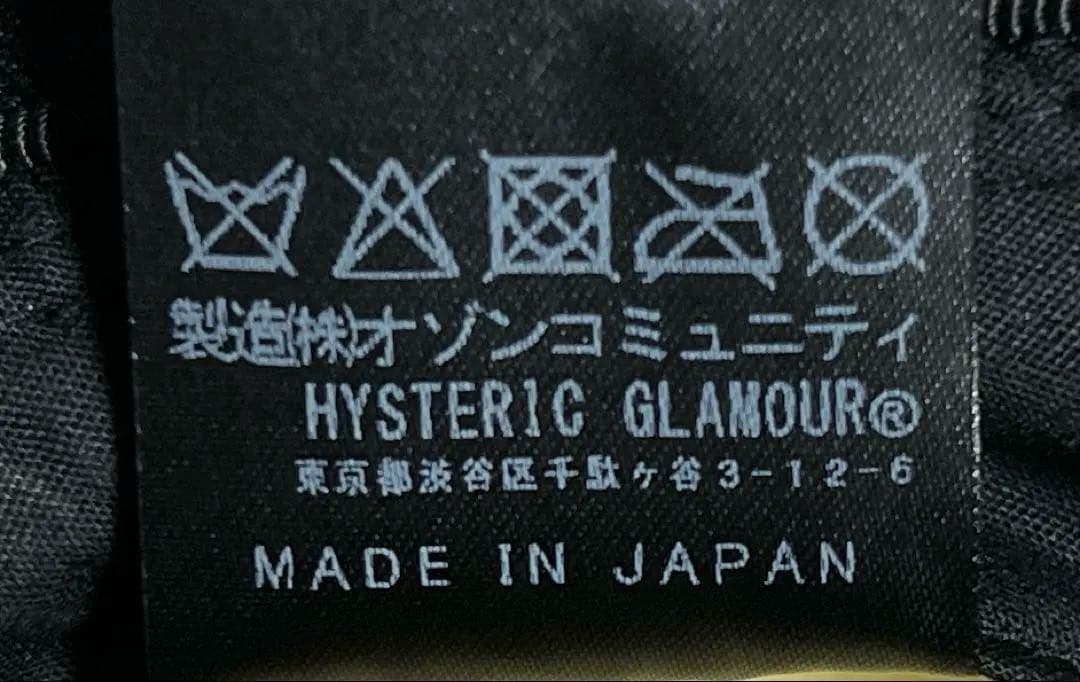 製造(株)オゾンコミュニティ
HYSTERIC GLAMOUR®
東京都渋谷区千駄ヶ谷3-12-6
MADE IN JAPAN